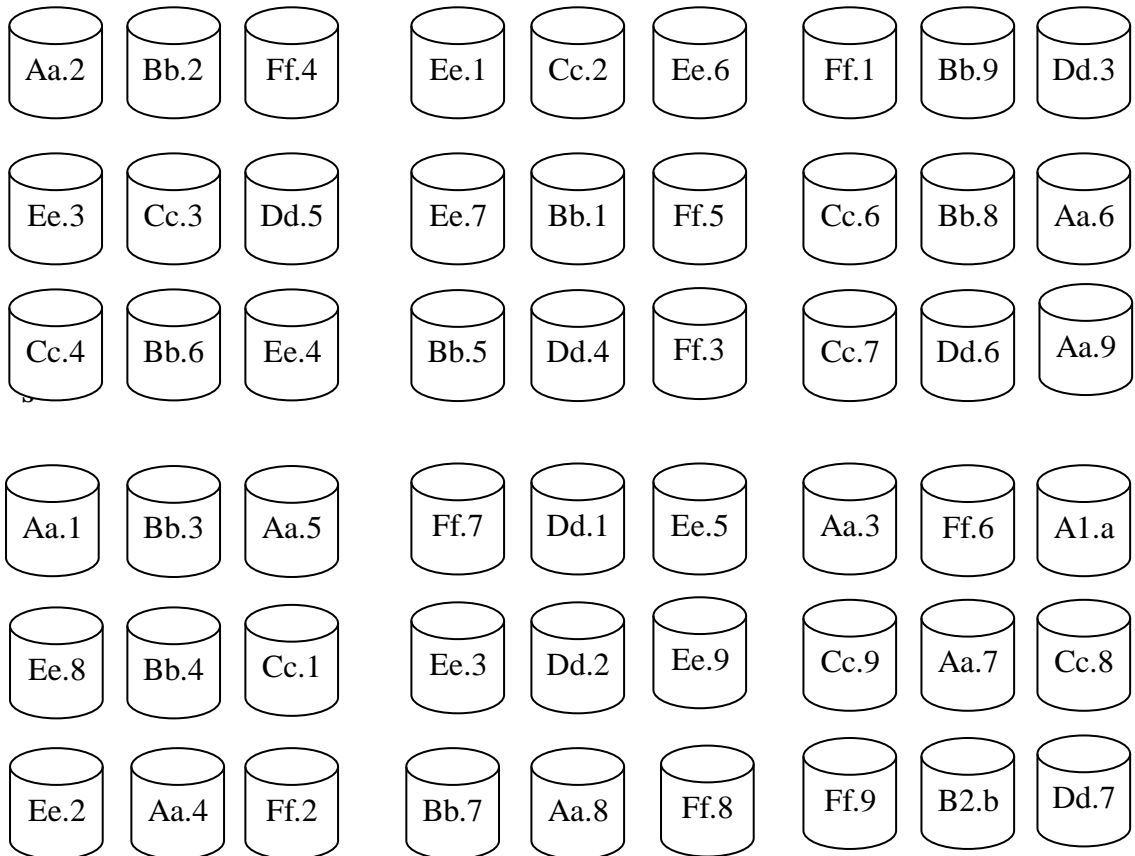 Aa.2 Bb.2 Ff.4 Ee.1 Cc.2 Ee.6 Ff.1 Bb.9 Dd.3
Ee.3 Cc.3 Dd.5 Ee.7 Bb.1 Ff.5 Cc.6 Bb.8 Aa.6
Cc.4 Bb.6 Ee.4 Bb.5 Dd.4 Ff.3 Cc.7 Dd.6 Aa.9
Aa.1 Bb.3 Aa.5 Ff.7 Dd.1 Ee.5 Aa.3 Ff.6 A1.a
Ee.8 Bb.4 Cc.1 Ee.3 Dd.2 Ee.9 Cc.9 Aa.7 Cc.8
Ee.2 Aa.4 Ff.2 Bb.7 Aa.8 Ff.8 Ff.9 B2.b Dd.7